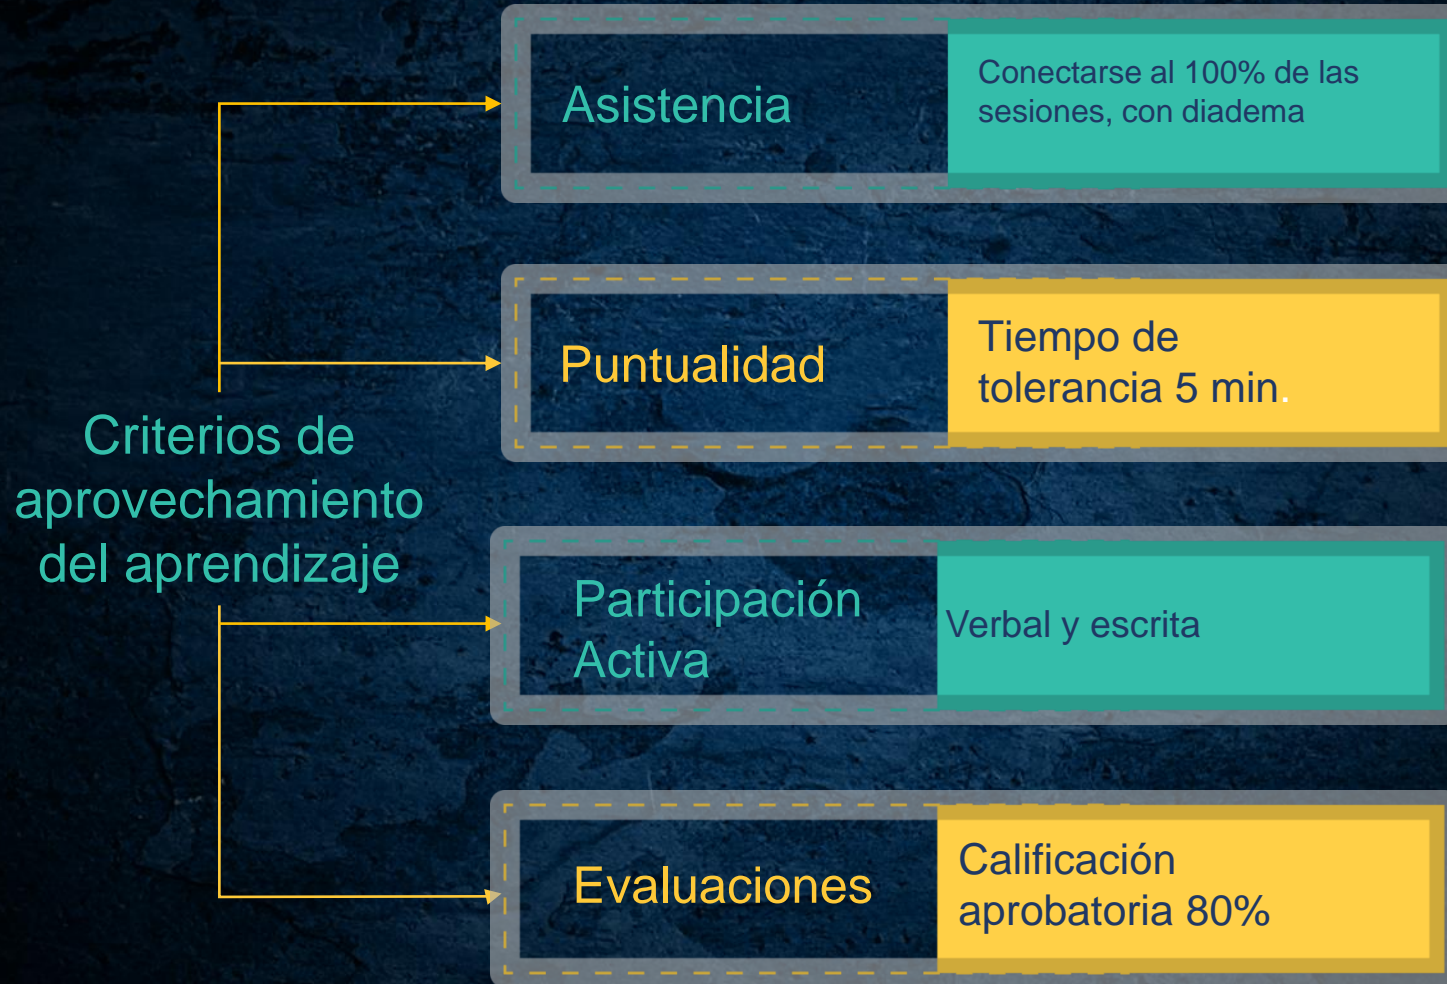 Criterios de
aprovechamiento
del aprendizaje
Asistencia
Conectarse al 100% de las
sesiones, con diadema
Puntualidad
Tiempo de
tolerancia 5 min.
Participación
Activa
Verbal y escrita
Evaluaciones
Calificación
aprobatoria 80%